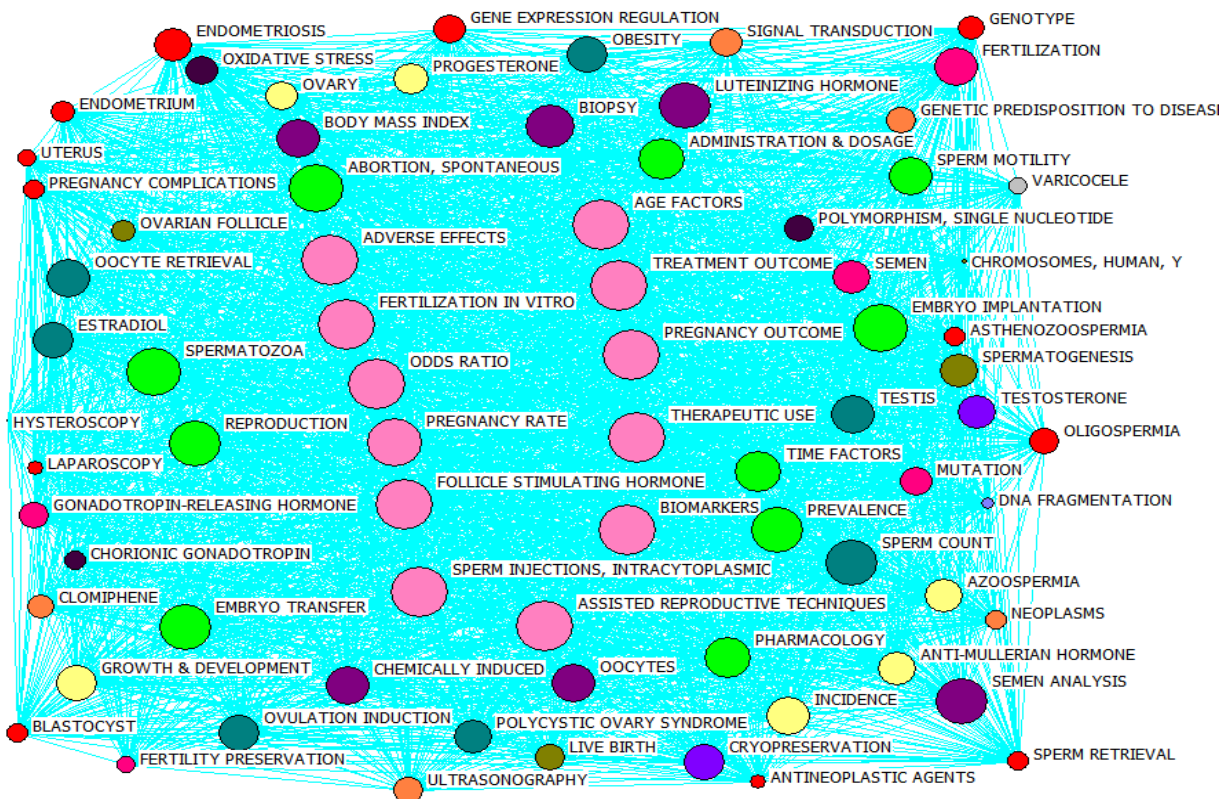 ENDOMETRIOSIS
GENE EXPRESSION REGULATION
SIGNAL TRANSDUCTION
GENOTYPE
OBESITY
FERTILIZATION
OXIDATIVE STRESS
PROGESTERONE
OVARY
LUTEINIZING HORMONE
ENDOMETRIUM
BIOPSY
GENETIC PREDISPOSITION TO DISEASE
BODY MASS INDEX
ADMINISTRATION & DOSAGE
UTERUS
ABORTION, SPONTANEOUS
SPERM MOTILITY
PREGNANCY COMPLICATIONS
VARICOCELE
AGE FACTORS
OVARIAN FOLLICLE
POLYMORPHISM, SINGLE NUCLEOTIDE
ADVERSE EFFECTS
OOCYTE RETRIEVAL
TREATMENT OUTCOME
SEMEN
CHROMOSOMES, HUMAN, Y
FERTILIZATION IN VITRO
EMBRYO IMPLANTATION
ESTRADIOL
PREGNANCY OUTCOME
ASTHENOZOOSPERMIA
SPERMATOZOA
SPERMATOGENESIS
ODDS RATIO
TESTIS
TESTOSTERONE
HYSTEROSCOPY
REPRODUCTION
PREGNANCY RATE
THERAPEUTIC USE
OLIGOSPERMIA
TIME FACTORS
LAPAROSCOPY
MUTATION
FOLLICLE STIMULATING HORMONE
GONADOTROPIN-RELEASING HORMONE
BIOMARKERS
PREVALENCE
DNA FRAGMENTATION
SPERM COUNT
CHORIONIC GONADOTROPIN
SPERM INJECTIONS, INTRACYTOPLASMIC
AZOOSPERMIA
CLOMIPHENE
EMBRYO TRANSFER
ASSISTED REPRODUCTIVE TECHNIQUES
NEOPLASMS
PHARMACOLOGY
ANTI-MULLERIAN HORMONE
GROWTH & DEVELOPMENT
CHEMICALLY INDUCED
OOCYTES
SEMEN ANALYSIS
INCIDENCE
BLASTOCYST
OVULATION INDUCTION
POLYCYSTIC OVARY SYNDROME
FERTILITY PRESERVATION
LIVE BIRTH
CRYOPRESERVATION
SPERM RETRIEVAL
ULTRASONOGRAPHY
ANTINEOPLASTIC AGENTS